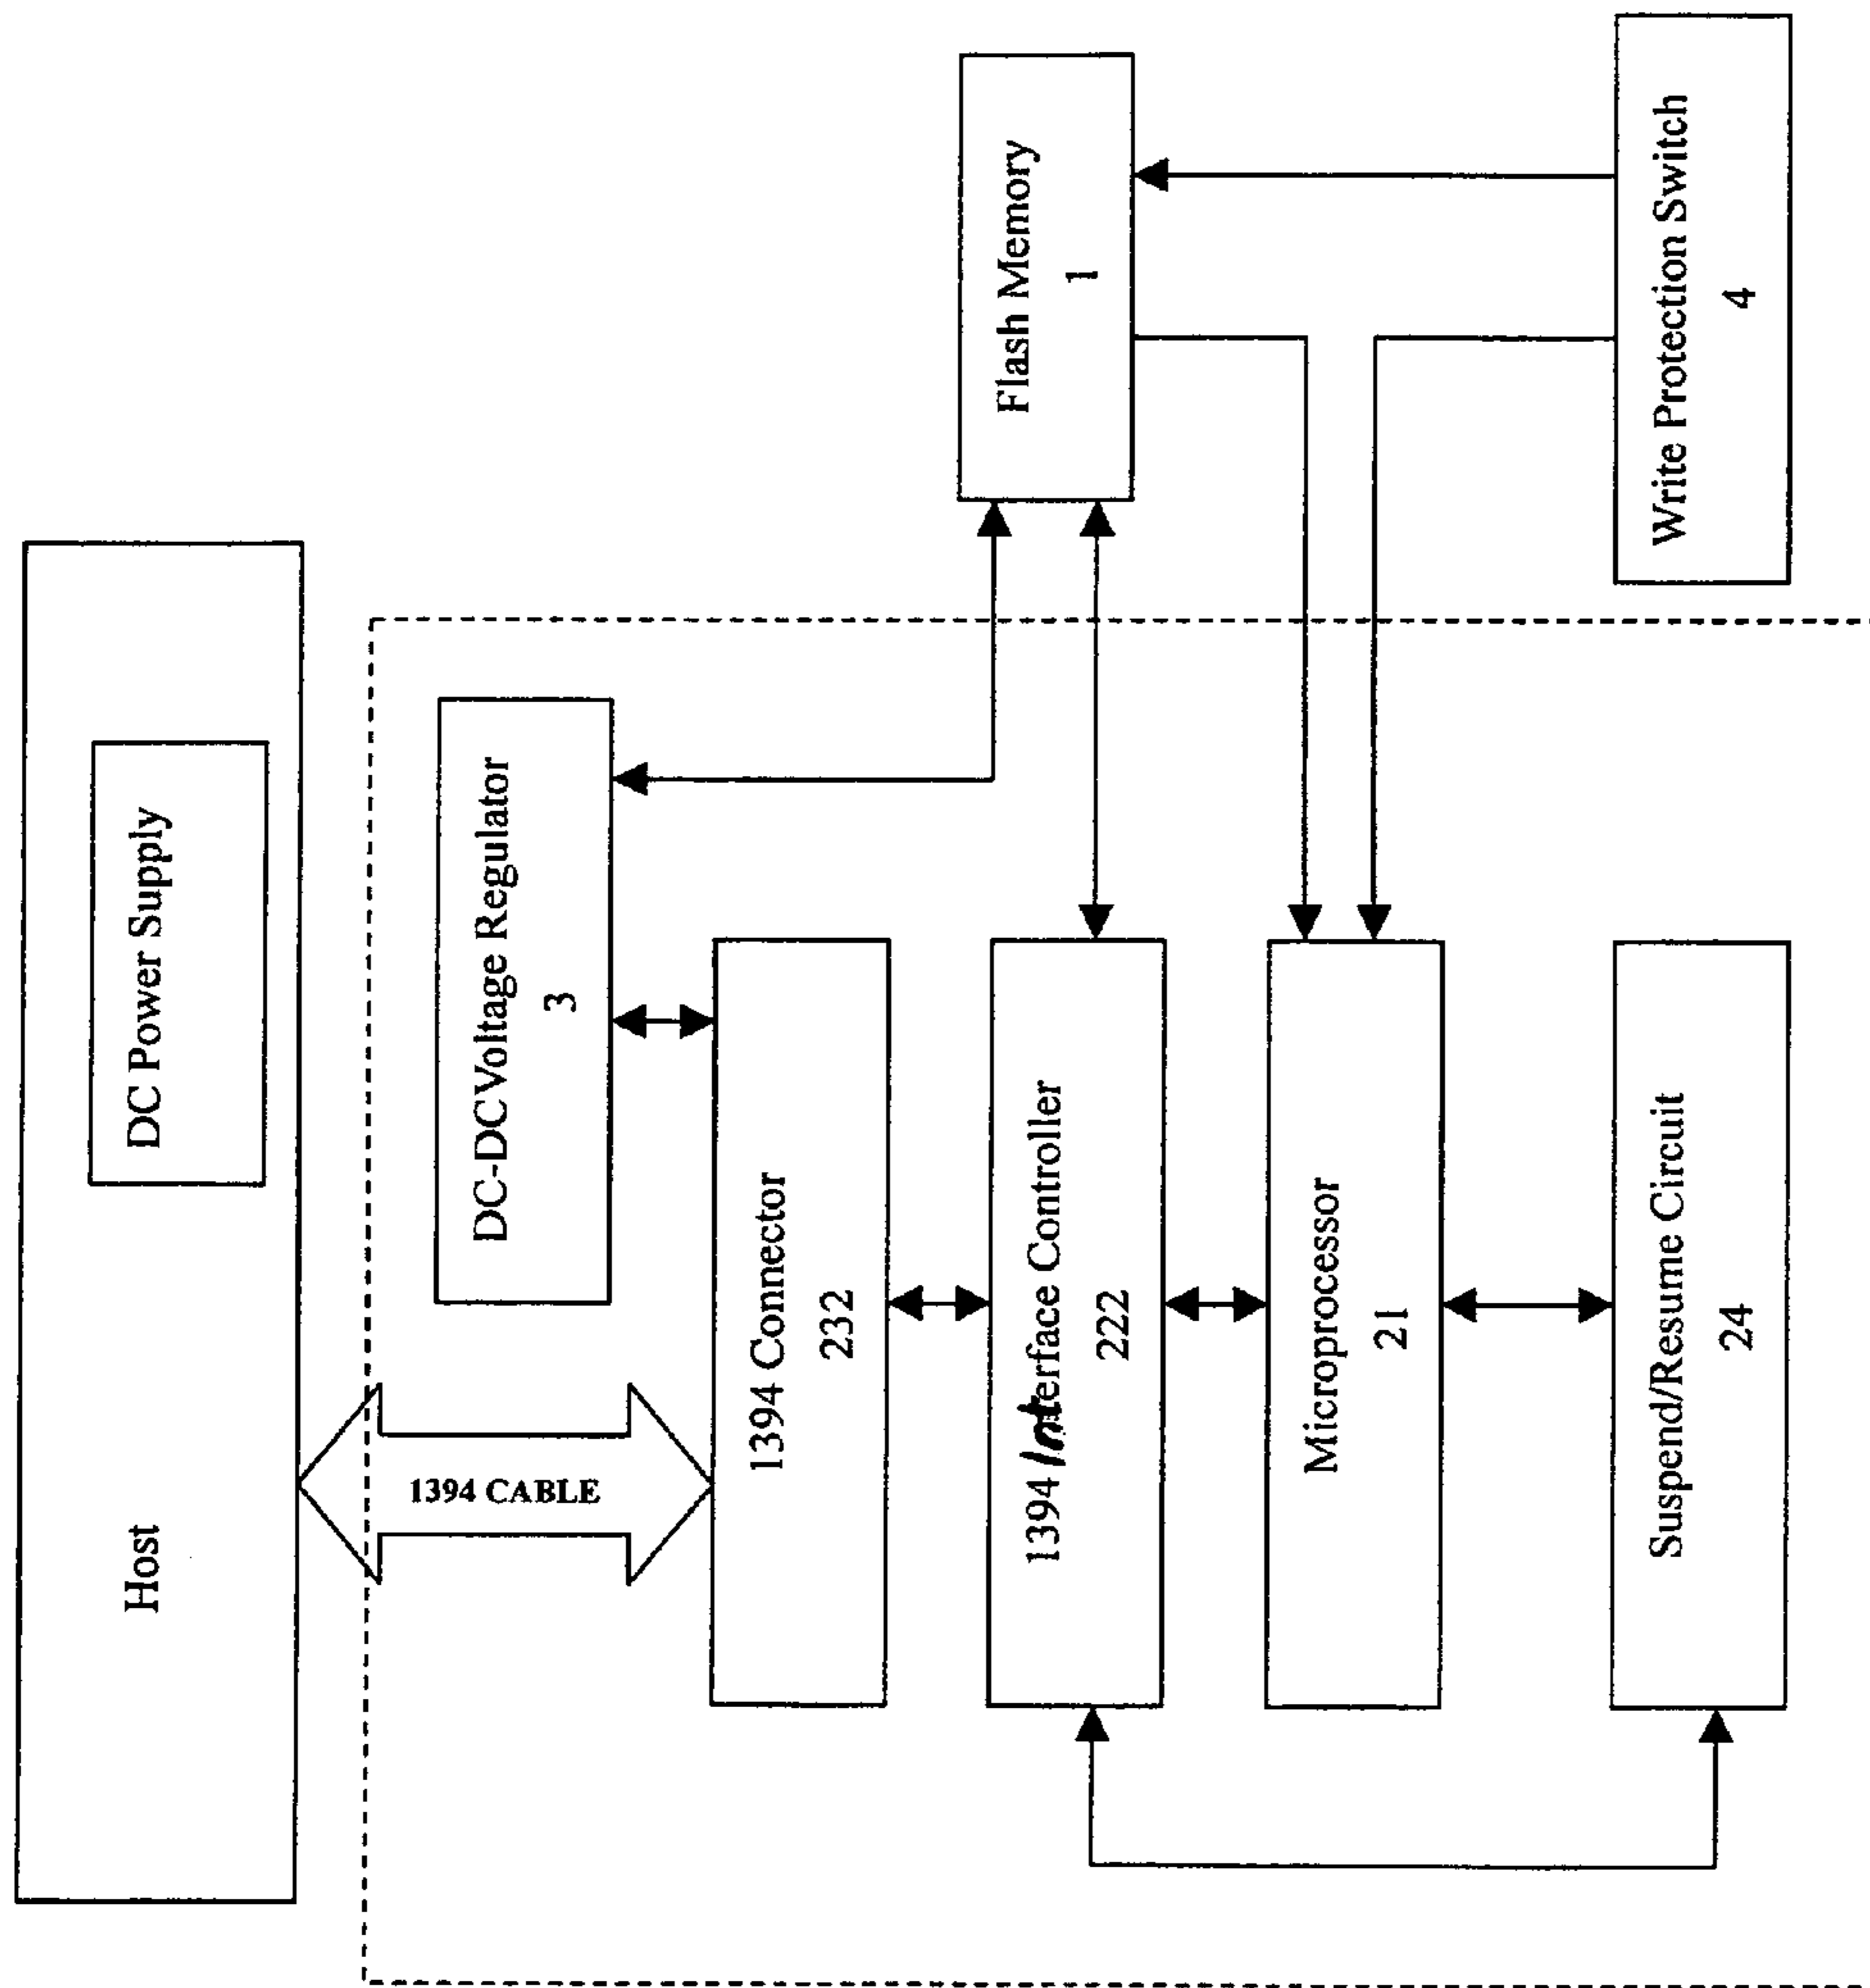 Host
DC Power Supply
1394 CABLE
DC-DC Voltage Regulator
3
1394 Connector
232
1394 Interface Controller
222
Microprocessor
21
Suspend/Resume Circuit
24
Flash Memory
1
Write Protection Switch
4